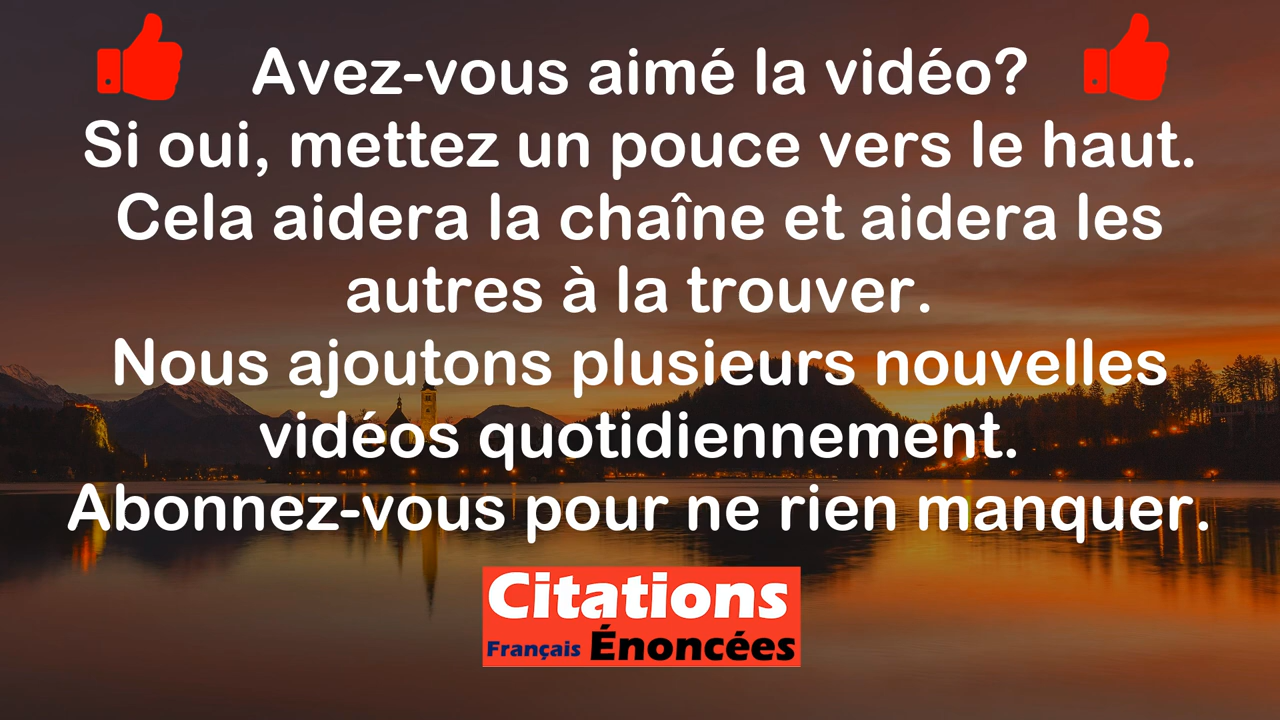 Avez-vous aimé la vidéo?
Si oui, mettez un pouce vers le haut.
Cela aidera la chaîne et aidera les
autres à la trouver.
Nous ajoutons plusieurs nouvelles
vidéos quotidiennement.
Abonnez-vous pour ne rien manquer.
Citations
Français Énoncées